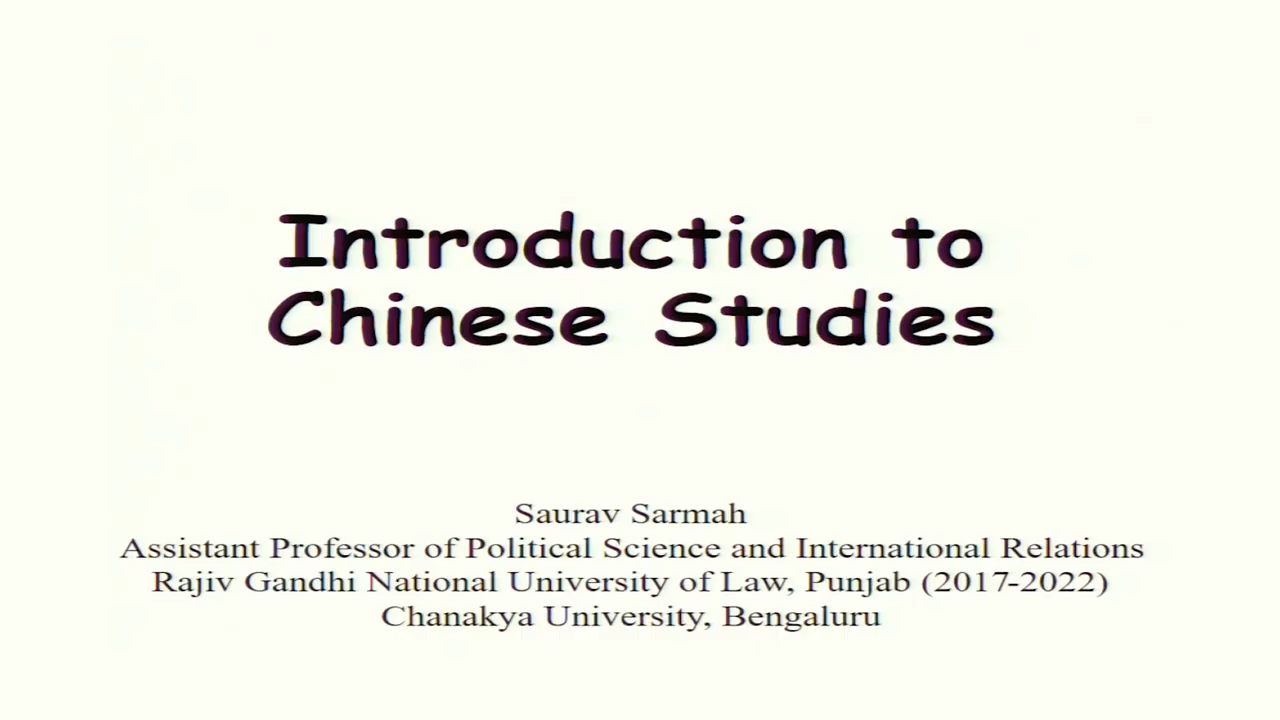 Introduction to
Chinese Studies
Saurav Sarmah
Assistant Professor of Political Science and International Relations
Rajiv Gandhi National University of Law, Punjab (2017-2022)
Chanakya University, Bengaluru